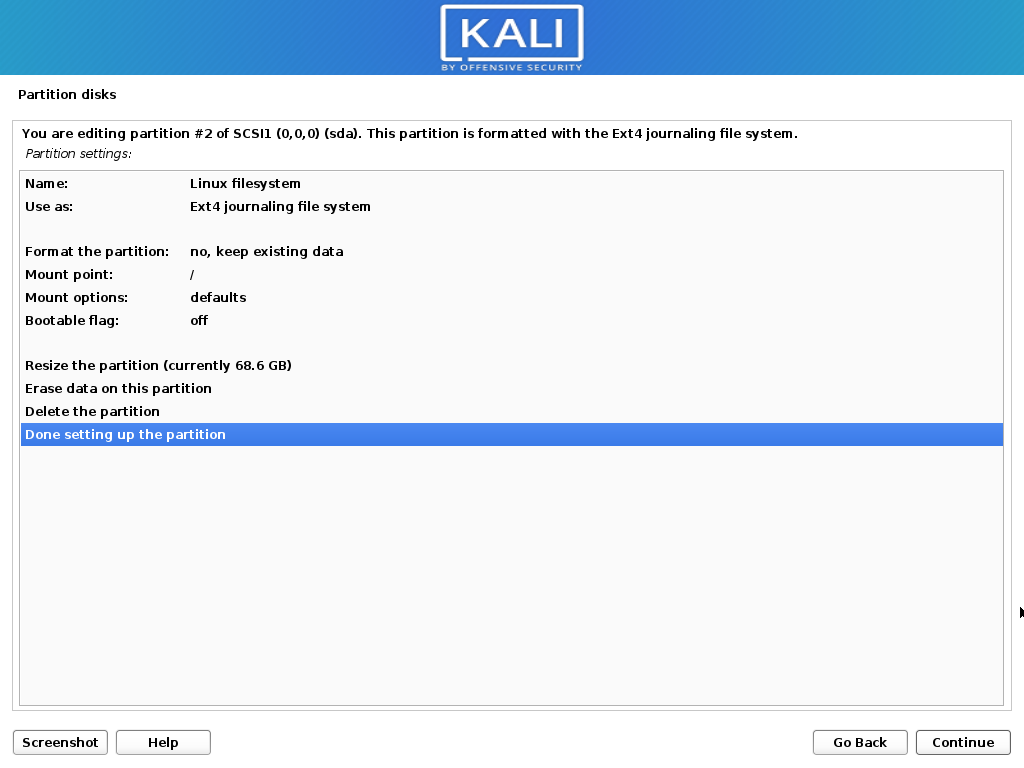 KALI
BY OFFENSIVE SECURITY
Partition disks
You are editing partition #2 of SCSI1 (0,0,0) (sda). This partition is formatted with the Ext4 journaling file system.
Partition settings:
Name: Linux filesystem
Use as: Ext4 journaling file system
Format the partition: no, keep existing data
Mount point: /
Mount options: defaults
Bootable flag: off
Resize the partition (currently 68.6 GB)
Erase data on this partition
Delete the partition
Done setting up the partition
Screenshot Help Go Back Continue